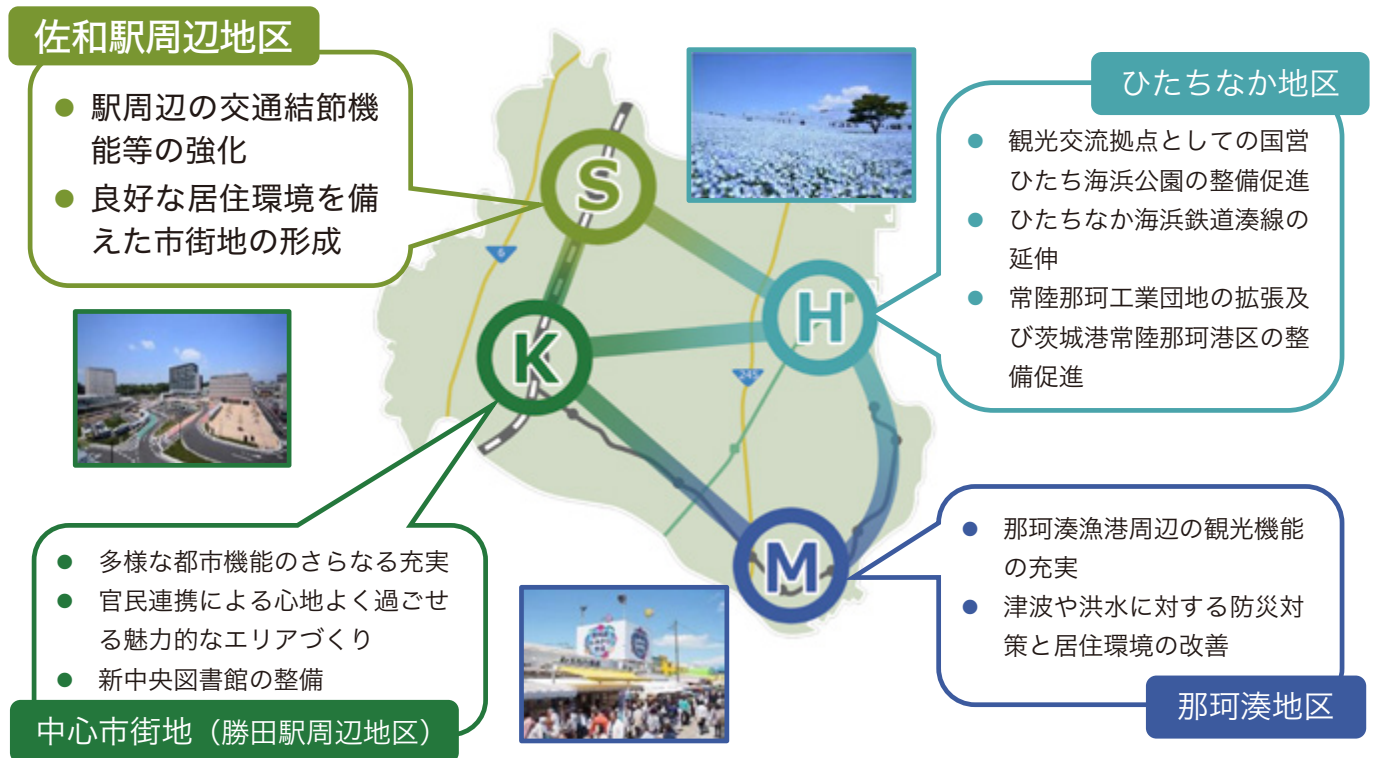 佐和駅周辺地区
● 駅周辺の交通結節機
能等の強化
● 良好な居住環境を備
えた市街地の形成
ひたちなか地区
● 観光交流拠点としての国営
ひたち海浜公園の整備促進
● ひたちなか海浜鉄道湊線の
延伸
● 常陸那珂工業団地の拡張及
び茨城港常陸那珂港区の整
備促進
S
6
H
K
245
M
● 多様な都市機能のさらなる充実
● 官民連携による心地よく過ごせ
る魅力的なエリアづくり
● 新中央図書館の整備
中心市街地（勝田駅周辺地区）
● 那珂湊漁港周辺の観光機能
の充実
● 津波や洪水に対する防災対
策と居住環境の改善
那珂湊地区